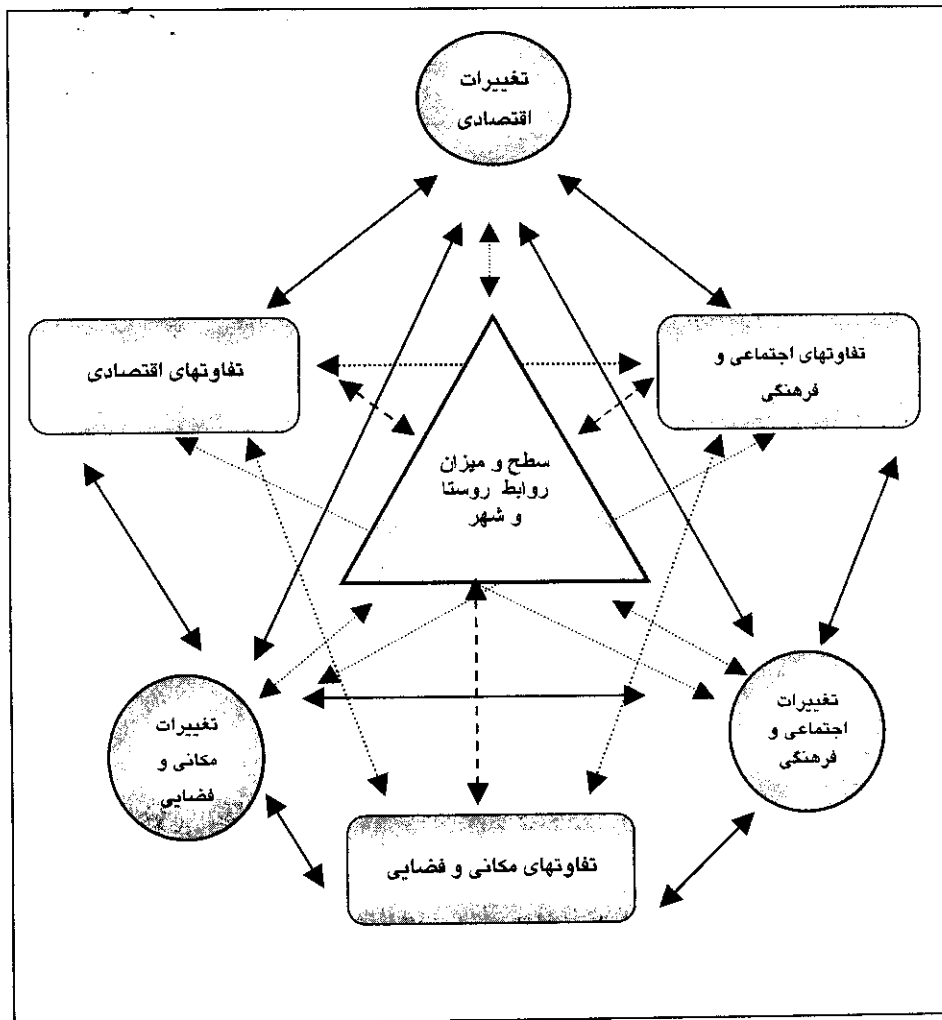 تغییرات
اقتصادی
تفاوتهای اجتماعی و
فرهنگی
تفاوتهای اقتصادی
سطح و میزان
روابط روستا
و شهر
تغییرات
اجتماعی و
فرهنگی
تغییرات
مکانی و
فضایی
تفاوتهای مکانی و فضایی